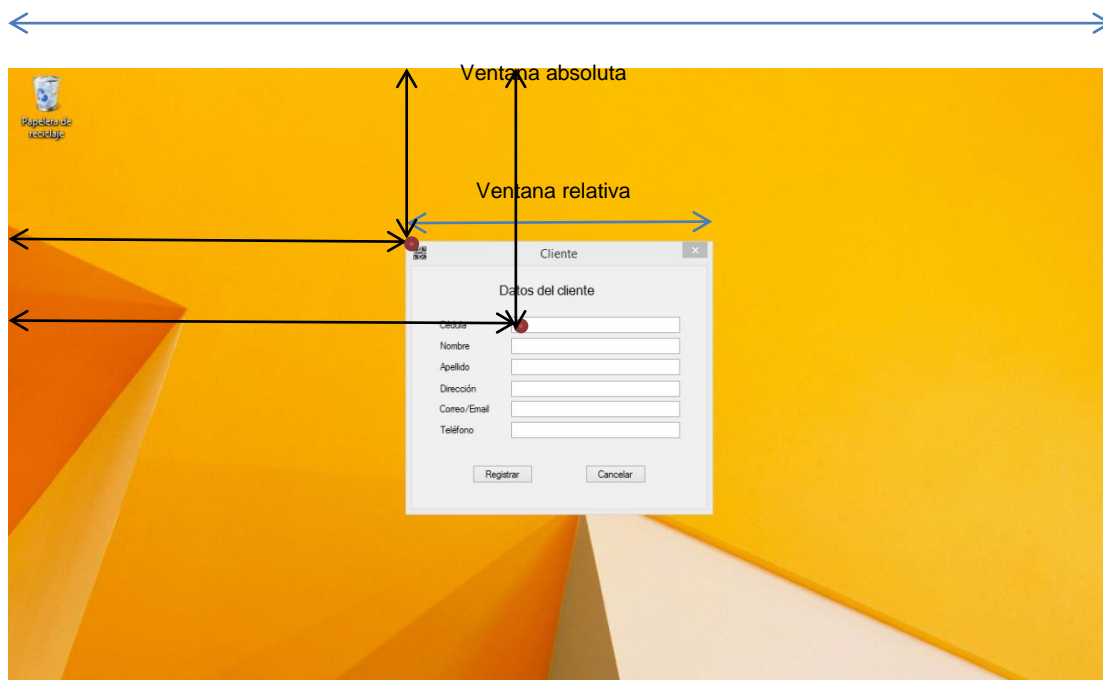 Ventana absoluta
Papelera de
reciclaje
Ventana relativa
Cliente
Datos del cliente
Cédula
Nombre
Apellido
Dirección
Correo/Email
Teléfono
Registrar
Cancelar